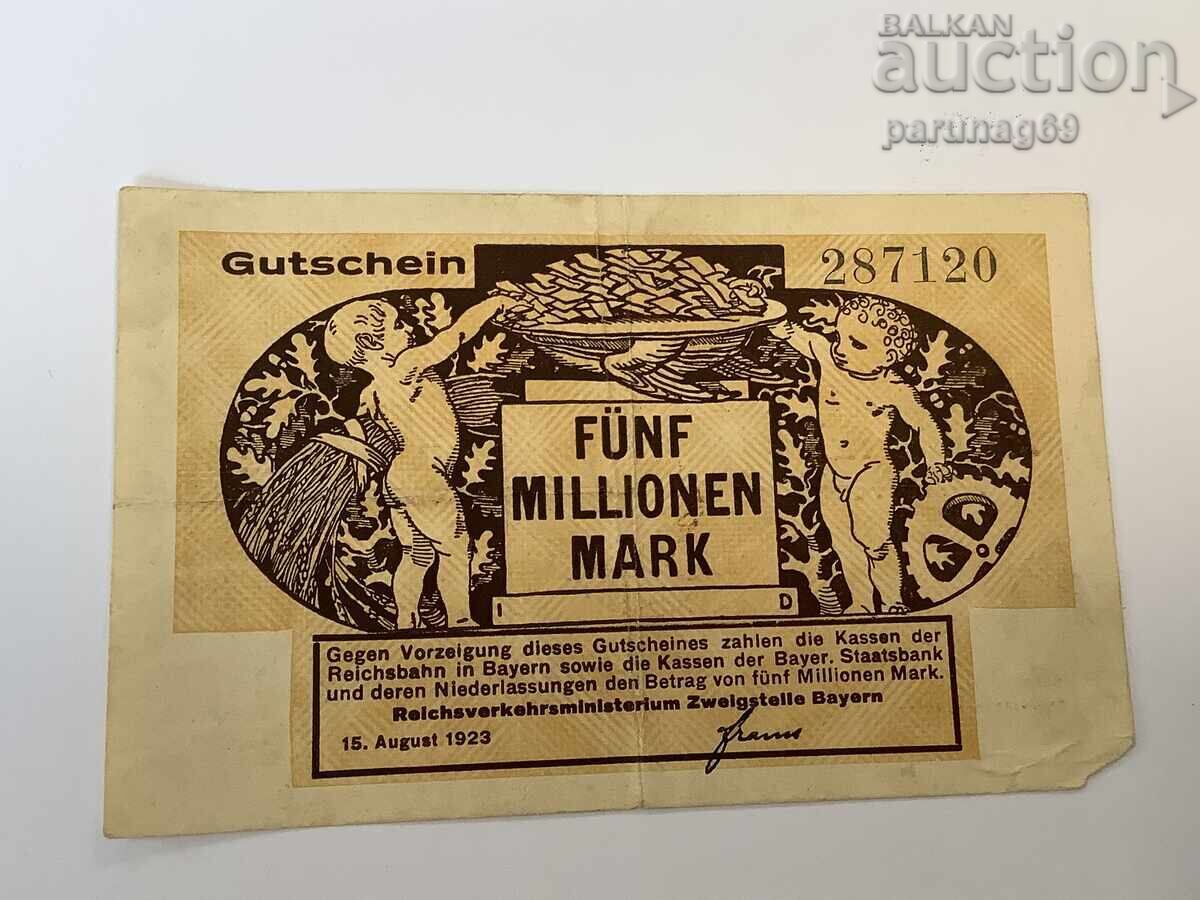 BALKAN
auction
partnag69
Gutschein
287120
FÜNF
MILLIONEN
MARK
I D
Gegen Vorzeigung dieses Gutscheines zahlen die Kassen der
Reichsbahn in Bayern sowie die Kassen der Bayer. Staatsbank
und deren Niederlassungen den Betrag von fünf Millionen Mark.
Reichsverkehrsministerium Zweigstelle Bayern
15. August 1923